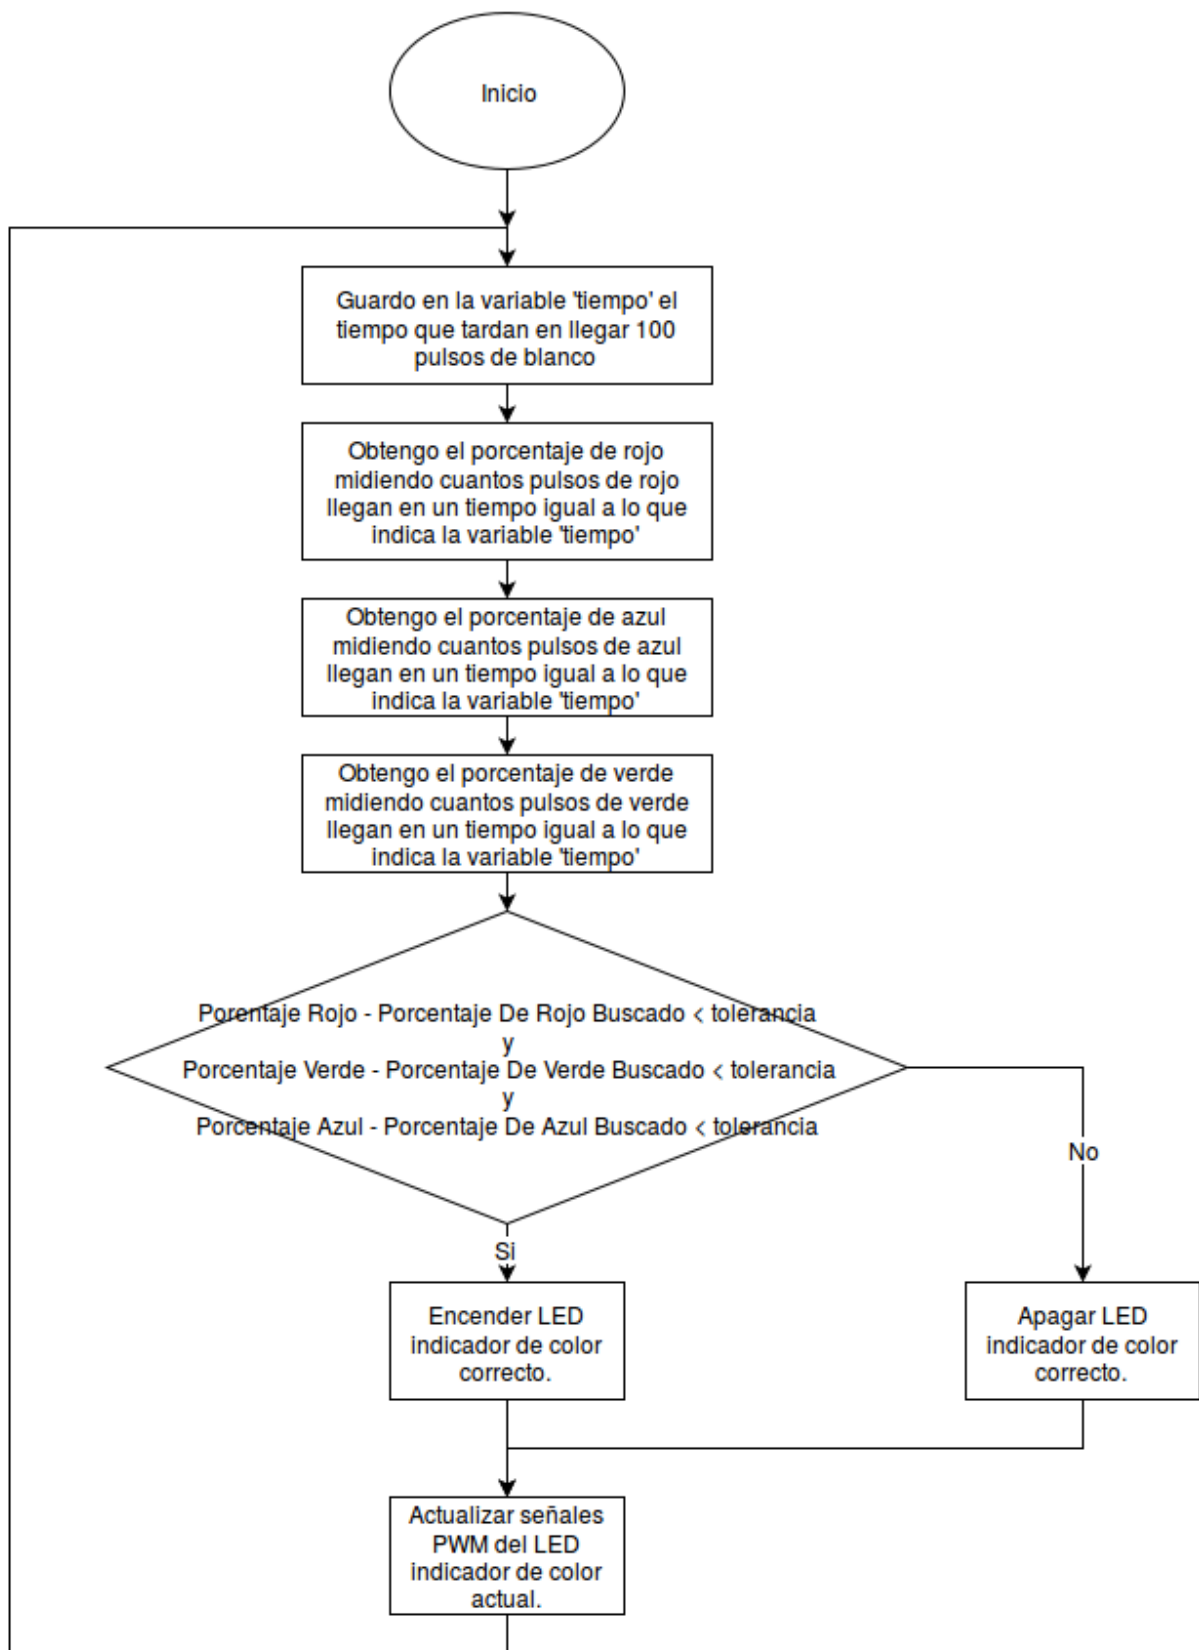 Inicio
Guardo en la variable 'tiempo' el
tiempo que tardan en llegar 100
pulsos de blanco
Obtengo el porcentaje de rojo
midiendo cuantos pulsos de rojo
llegan en un tiempo igual a lo que
indica la variable 'tiempo'
Obtengo el porcentaje de azul
midiendo cuantos pulsos de azul
llegan en un tiempo igual a lo que
indica la variable 'tiempo'
Obtengo el porcentaje de verde
midiendo cuantos pulsos de verde
llegan en un tiempo igual a lo que
indica la variable 'tiempo'
Porentaje Rojo - Porcentaje De Rojo Buscado < tolerancia
y
Porcentaje Verde - Porcentaje De Verde Buscado < tolerancia
y
Porcentaje Azul - Porcentaje De Azul Buscado < tolerancia
No
Si
Encender LED
indicador de color
correcto.
Apagar LED
indicador de color
correcto.
Actualizar señales
PWM del LED
indicador de color
actual.